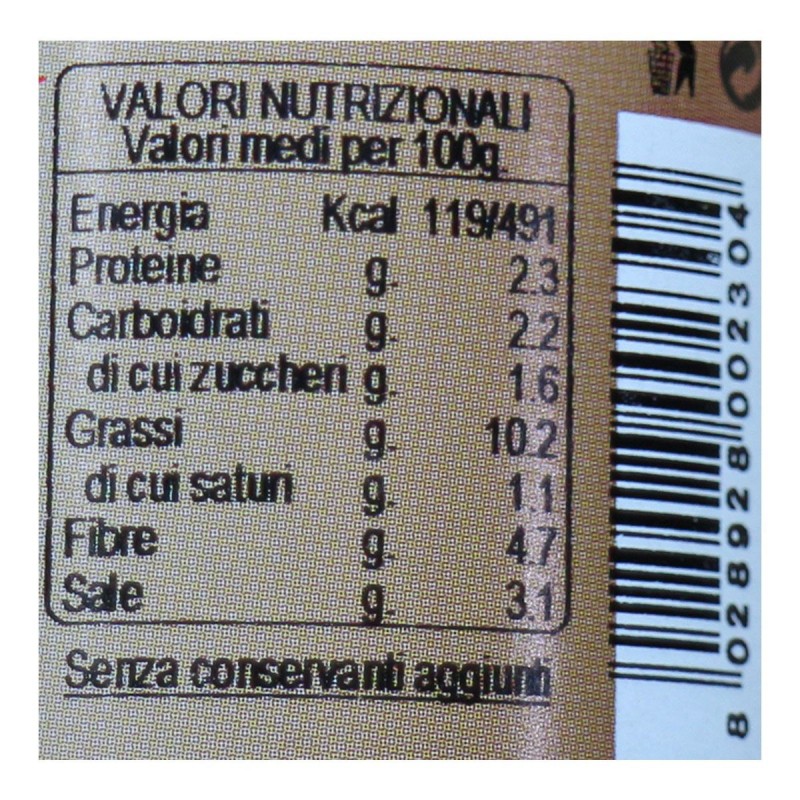 VALORI NUTRIZIONALI
Valori medi per 100g.
Energia Kcal 119/491
Proteine g. 2.3
Carboidrati g. 2.2
di cui zuccheri g. 1.6
Grassi g. 10.2
di cui saturi g. 1.1
Fibre g. 4.7
Sale g. 3.1
Senza conservanti aggiunti
8 028928 002304